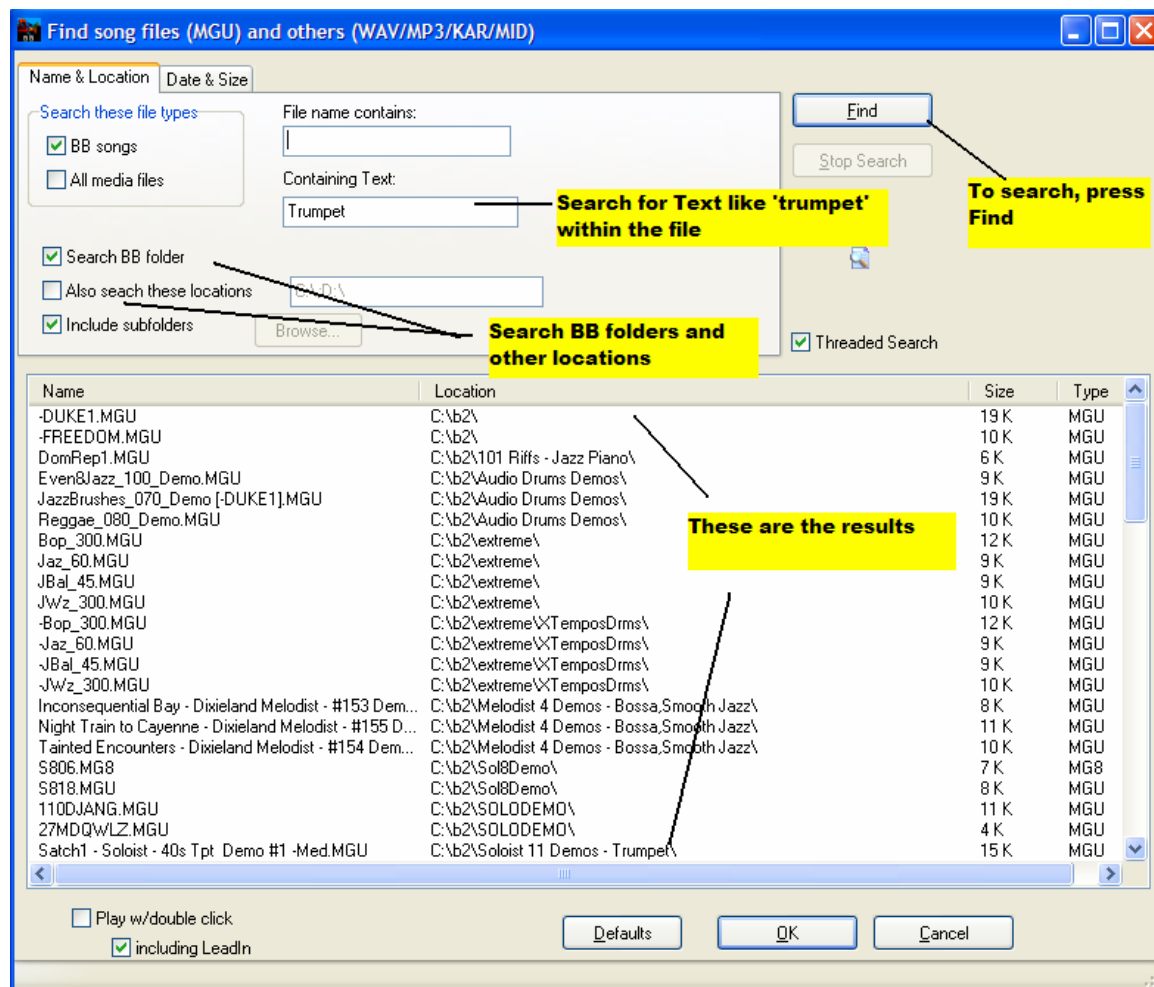 Find song files (MGU) and others (WAV/MP3/KAR/MID)
Name & Location Date & Size
Search these file types
BB songs
All media files
File name contains:
Containing Text:
Trumpet
Search BB folder
Also seach these locations C:\ D:\
Include subfolders Browse...
Find
Stop Search
Threaded Search
Search for Text like 'trumpet'
within the file
To search, press
Find
Search BB folders and
other locations
Name Location Size Type
-DUKE1.MGU C:\b2\ 19 K MGU
-FREEDOM.MGU C:\b2\ 10 K MGU
DomRep1.MGU C:\b2\101 Riffs - Jazz Piano\ 6 K MGU
Even8Jazz_100_Demo.MGU C:\b2\Audio Drums Demos\ 9 K MGU
JazzBrushes_070_Demo [-DUKE1].MGU C:\b2\Audio Drums Demos\ 19 K MGU
Reggae_080_Demo.MGU C:\b2\Audio Drums Demos\ 10 K MGU
Bop_300.MGU C:\b2\extreme\ 12 K MGU
Jaz_60.MGU C:\b2\extreme\ 9 K MGU
JBal_45.MGU C:\b2\extreme\ 9 K MGU
JWz_300.MGU C:\b2\extreme\ 10 K MGU
-Bop_300.MGU C:\b2\extreme\XTemposDrms\ 12 K MGU
-Jaz_60.MGU C:\b2\extreme\XTemposDrms\ 9 K MGU
-JBal_45.MGU C:\b2\extreme\XTemposDrms\ 9 K MGU
-JWz_300.MGU C:\b2\extreme\XTemposDrms\ 10 K MGU
Inconsequential Bay - Dixieland Melodist - #153 Dem... C:\b2\Melodist 4 Demos - Bossa,Smooth Jazz\ 8 K MGU
Night Train to Cayenne - Dixieland Melodist - #155 D... C:\b2\Melodist 4 Demos - Bossa,Smooth Jazz\ 11 K MGU
Tainted Encounters - Dixieland Melodist - #154 Dem... C:\b2\Melodist 4 Demos - Bossa,Smooth Jazz\ 10 K MGU
S806.MG8 C:\b2\Sol8Demo\ 7 K MG8
S818.MGU C:\b2\Sol8Demo\ 8 K MGU
110DJANG.MGU C:\b2\SOLODEMO\ 11 K MGU
27MDQWLZ.MGU C:\b2\SOLODEMO\ 4 K MGU
Satch1 - Soloist - 40s Tpt Demo #1 -Med.MGU C:\b2\Soloist 11 Demos - Trumpet\ 15 K MGU
These are the results
Play w/double click
including LeadIn
Defaults OK Cancel